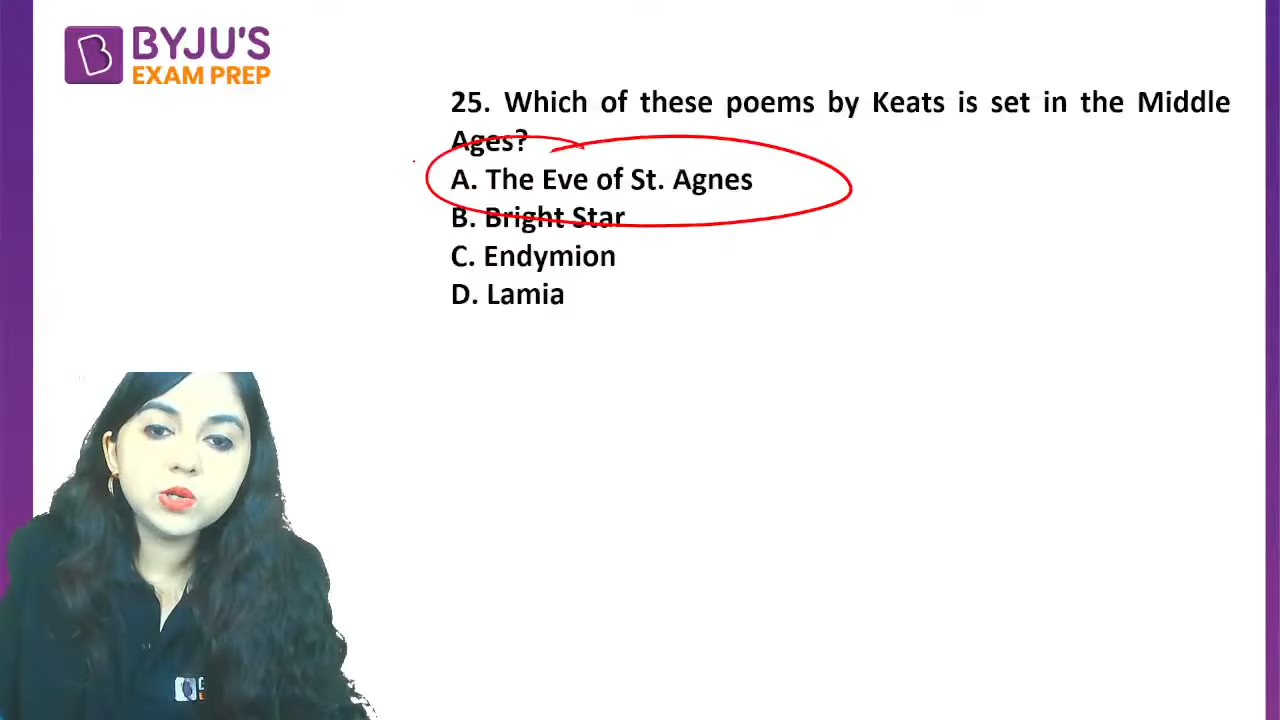 BYJU'S
EXAM PREP
25. Which of these poems by Keats is set in the Middle
Ages?
A. The Eve of St. Agnes
B. Bright Star
C. Endymion
D. Lamia